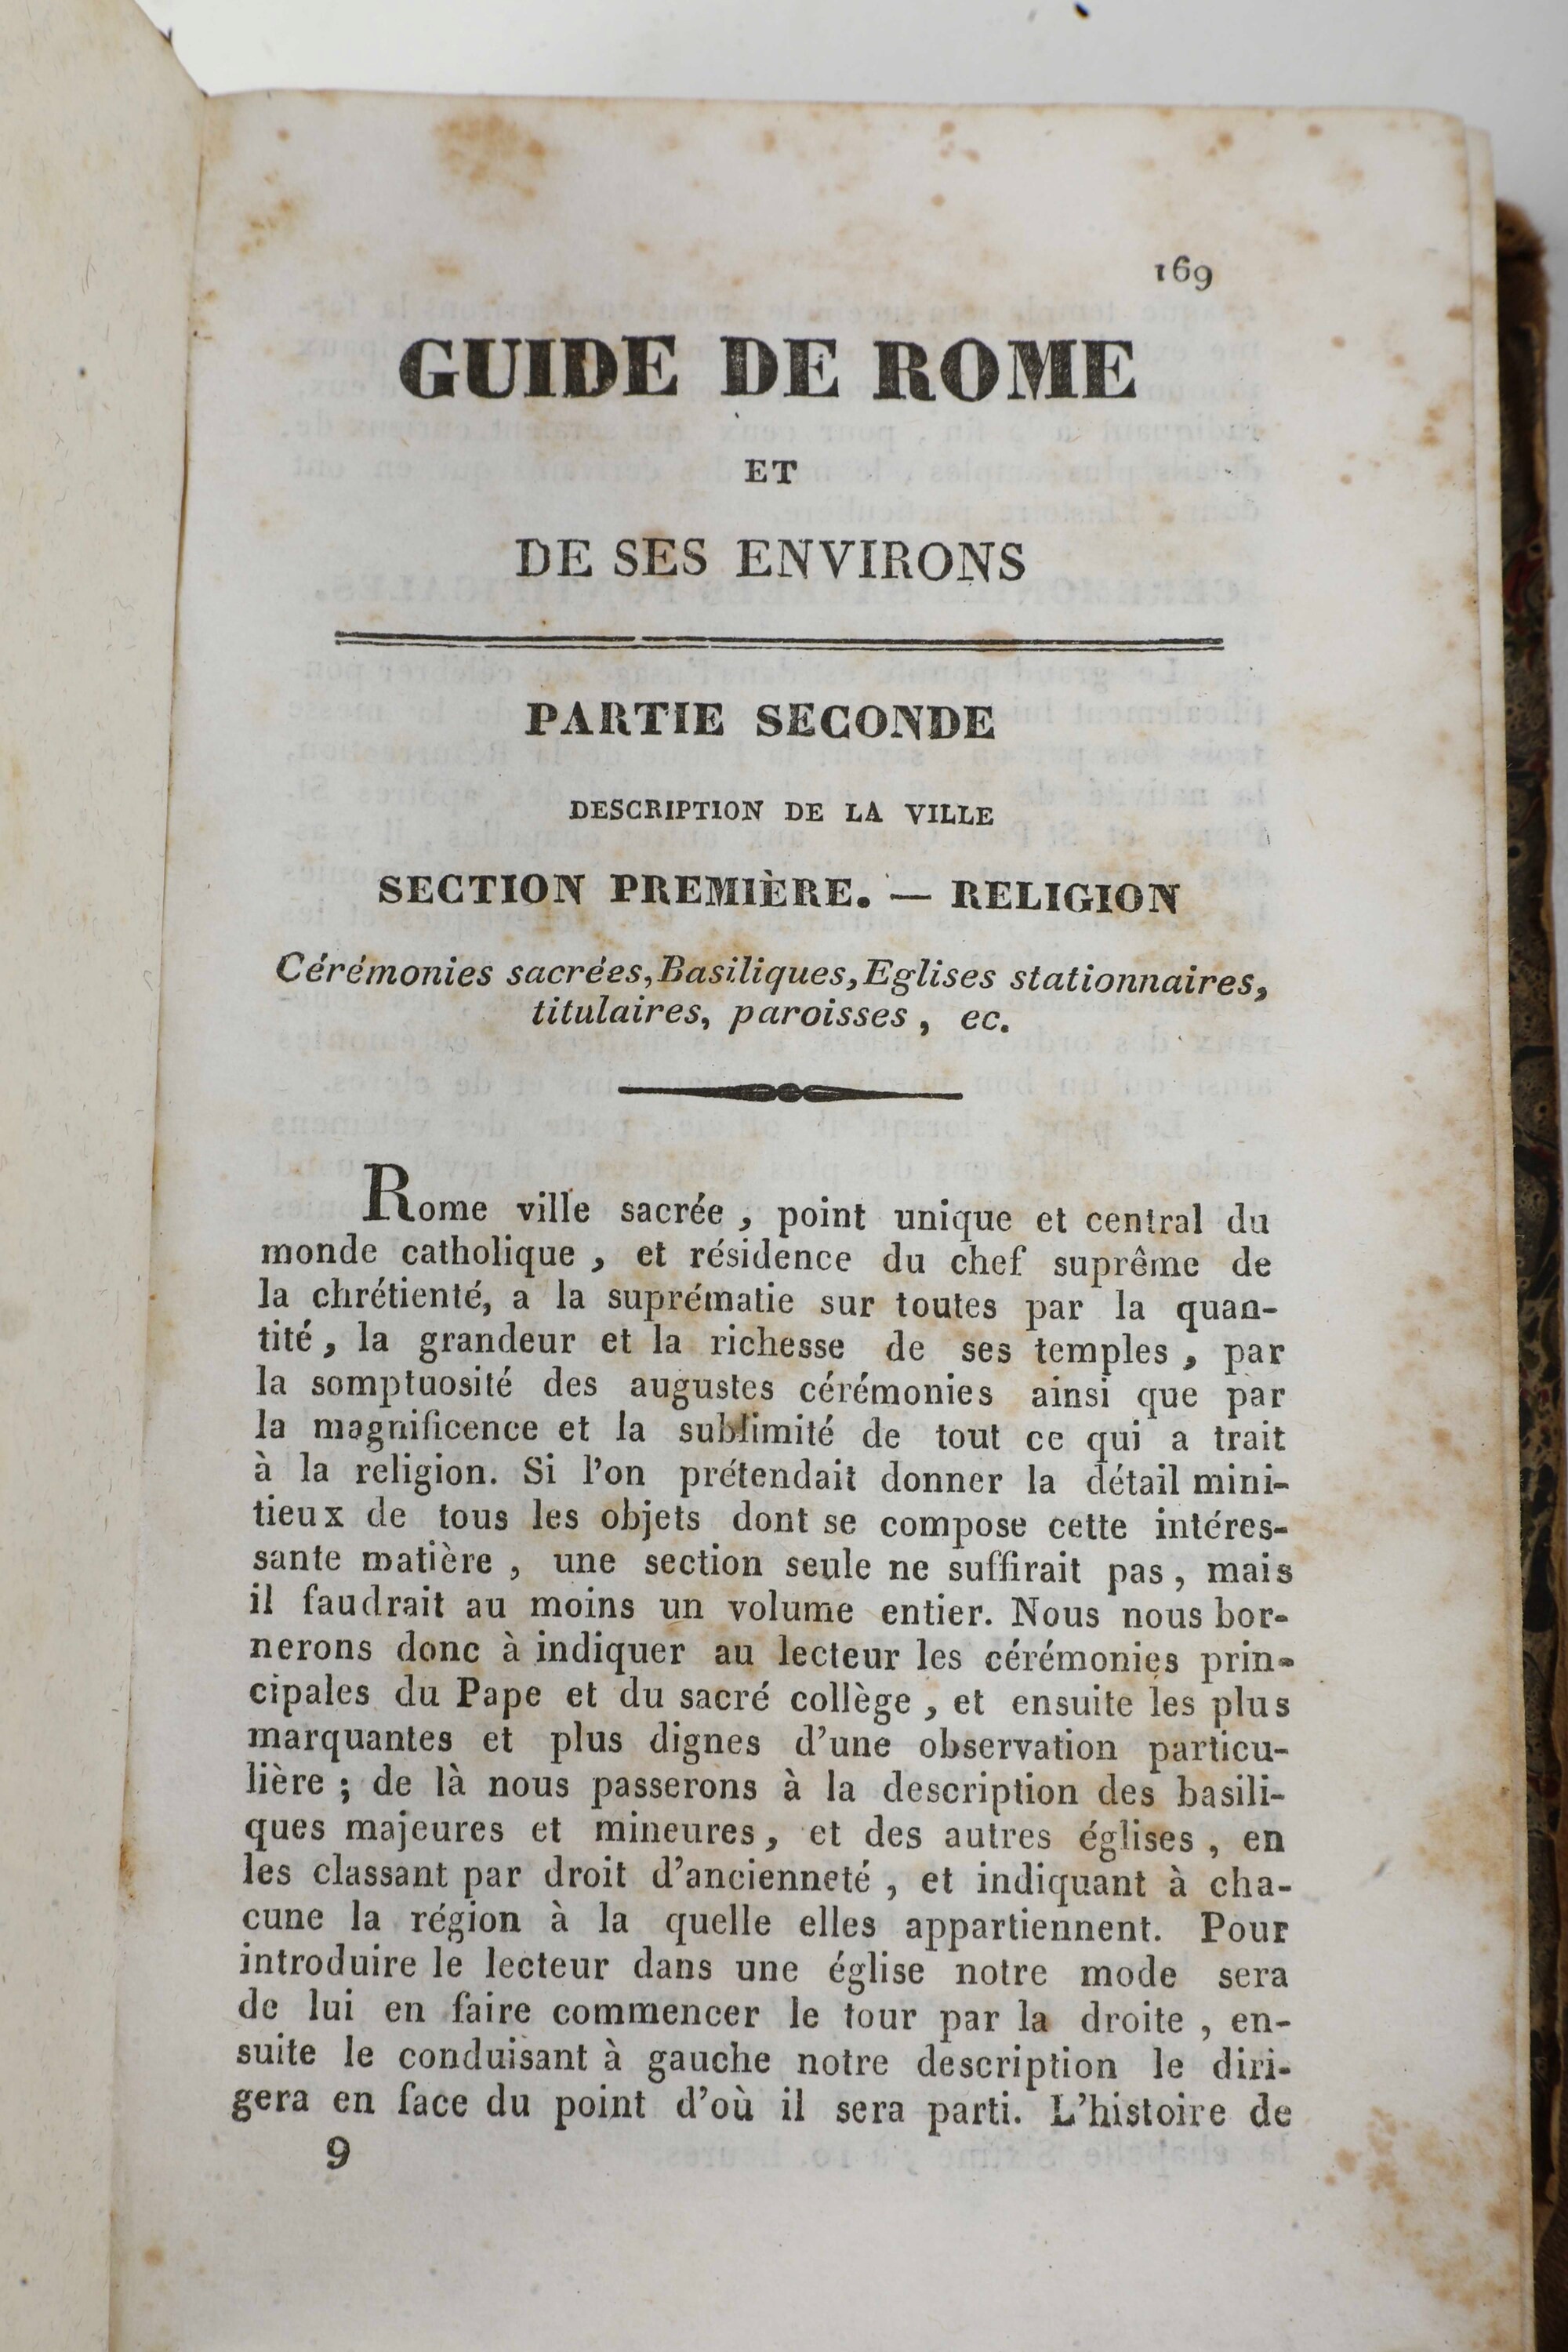 169
GUIDE DE ROME
ET
DE SES ENVIRONS
PARTIE SECONDE
DESCRIPTION DE LA VILLE
SECTION PREMIÈRE. — RELIGION
Cérémonies sacrées, Basiliques, Eglises stationnaires,
titulaires, paroisses , ec.
Rome ville sacrée , point unique et central du
monde catholique , et résidence du chef suprême de
la chrétienté, a la suprématie sur toutes par la quan-
tité , la grandeur et la richesse de ses temples , par
la somptuosité des augustes cérémonies ainsi que par
la magnificence et la sublimité de tout ce qui a trait
à la religion. Si l'on prétendait donner la détail mini-
tieux de tous les objets dont se compose cette intéres-
sante matière , une section seule ne suffirait pas , mais
il faudrait au moins un volume entier. Nous nous bor-
nerons donc à indiquer au lecteur les cérémonies prin-
cipales du Pape et du sacré collège , et ensuite les plus
marquantes et plus dignes d'une observation particu-
lière ; de là nous passerons à la description des basili-
ques majeures et mineures, et des autres églises , en
les classant par droit d'ancienneté , et indiquant à cha-
cune la région à la quelle elles appartiennent. Pour
introduire le lecteur dans une église notre mode sera
de lui en faire commencer le tour par la droite , en-
suite le conduisant à gauche notre description le diri-
gera en face du point d'où il sera parti. L'histoire de
9